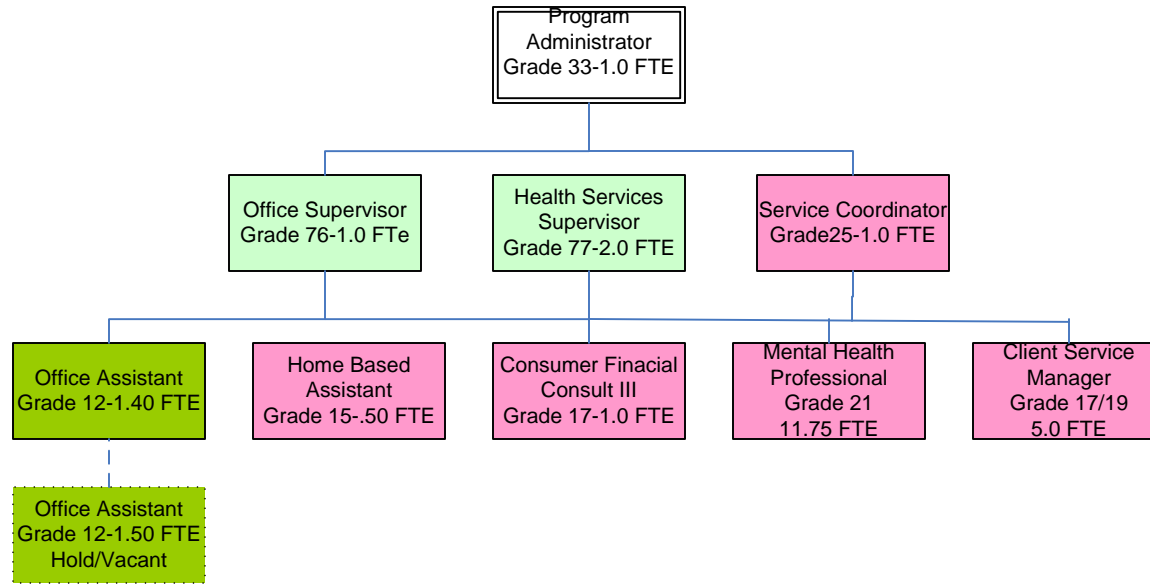 Program
Administrator
Grade 33-1.0 FTE
Office Supervisor
Grade 76-1.0 FTe
Health Services
Supervisor
Grade 77-2.0 FTE
Service Coordinator
Grade25-1.0 FTE
Office Assistant
Grade 12-1.40 FTE
Home Based
Assistant
Grade 15-.50 FTE
Consumer Finacial
Consult III
Grade 17-1.0 FTE
Mental Health
Professional
Grade 21
11.75 FTE
Client Service
Manager
Grade 17/19
5.0 FTE
Office Assistant
Grade 12-1.50 FTE
Hold/Vacant